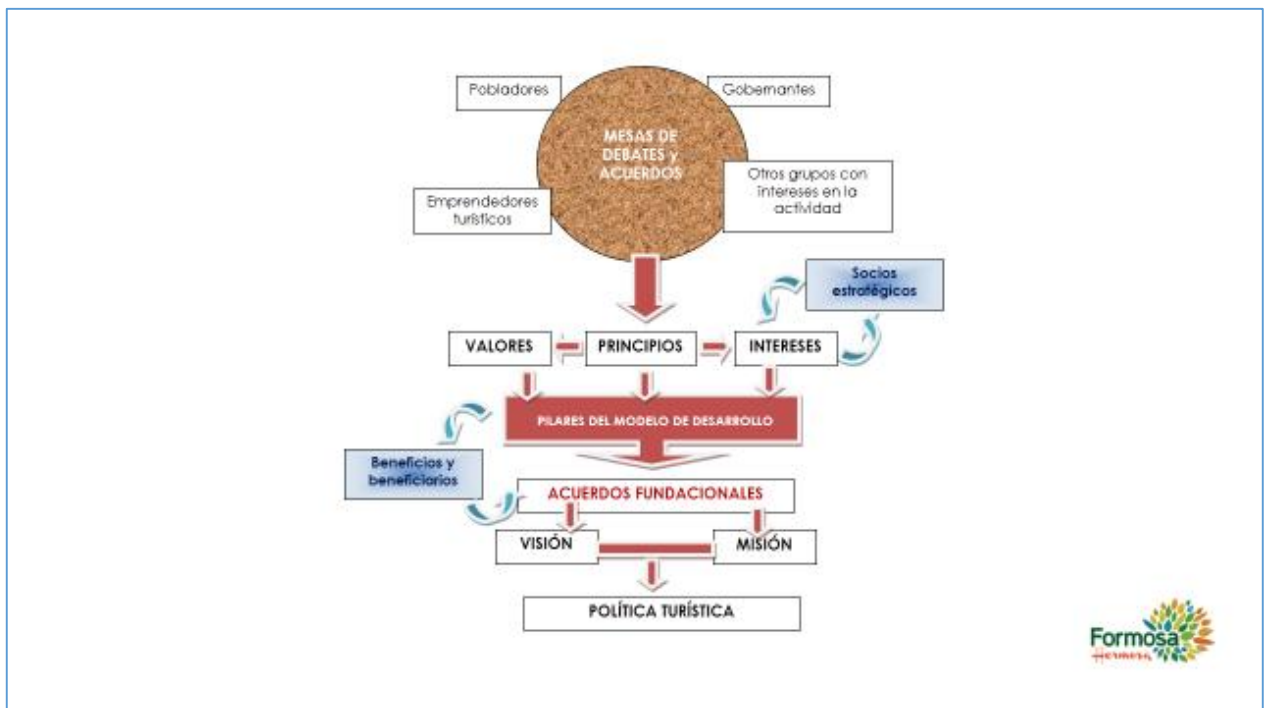 Pobladores
Gobernantes
MESAS DE
DEBATES y
ACUERDOS
Otros grupos con
intereses en la
actividad
Emprendedores
turísticos
Socios
estratégicos
VALORES
PRINCIPIOS
INTERESES
PILARES DEL MODELO DE DESARROLLO
Beneficios y
beneficiarios
ACUERDOS FUNDACIONALES
VISIÓN
MISIÓN
POLÍTICA TURÍSTICA
Formosa
Hermosa